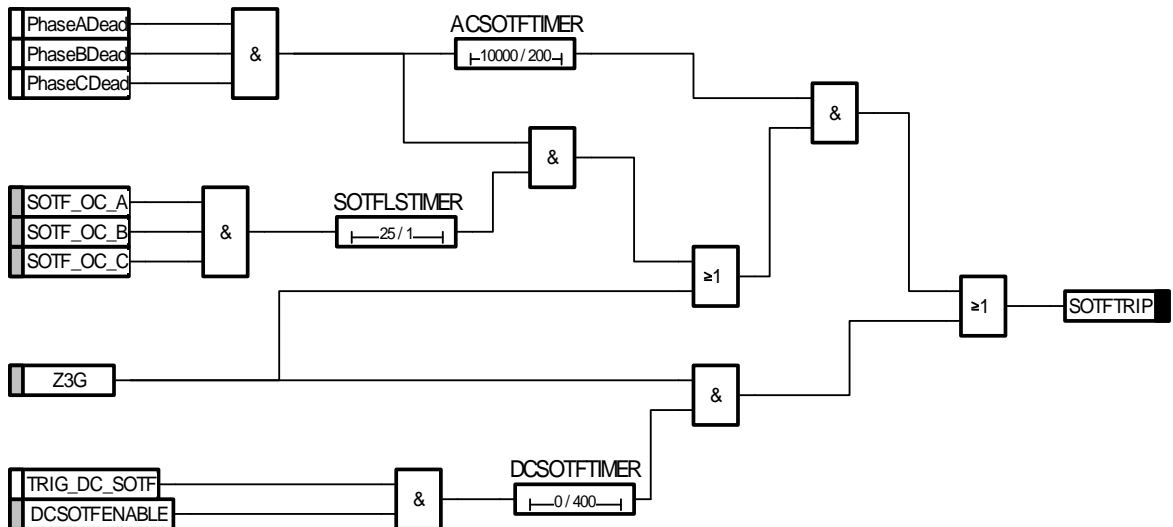 PhaseADead
PhaseBDead
PhaseCDead
&
ACSOTFTIMER
10000 / 200
&
&
SOTF_OC_A
SOTF_OC_B
SOTF_OC_C
&
SOTFLSTIMER
25 / 1
≥1
≥1
SOTFTRIP
Z3G
&
TRIG_DC_SOTF
DCSOTFENABLE
&
DCSOTFTIMER
0 / 400